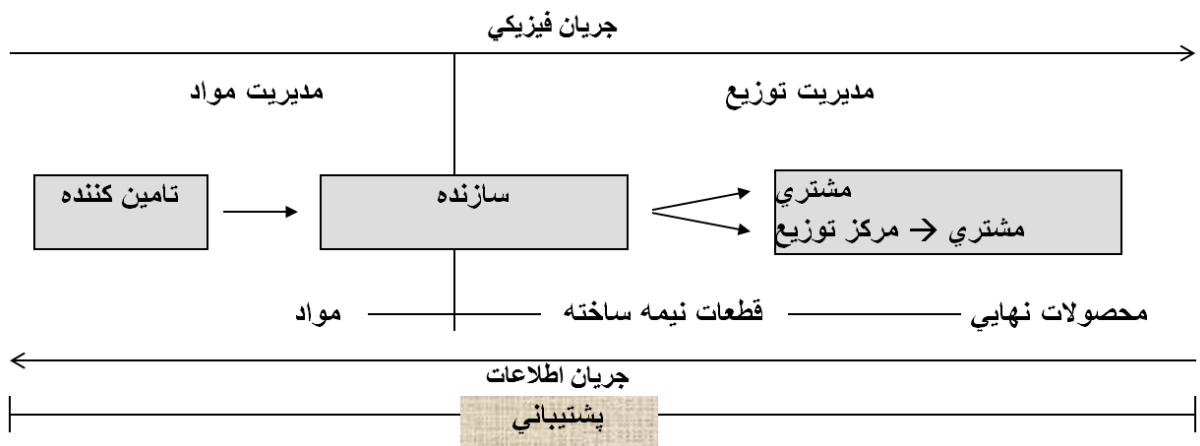 جريان فيزيكي
مديريت مواد
مديريت توزيع
تامين كننده
سازنده
مشتري
مركز توزيع → مشتري
مواد
قطعات نيمه ساخته
محصولات نهايي
جريان اطلاعات
پشتيباني